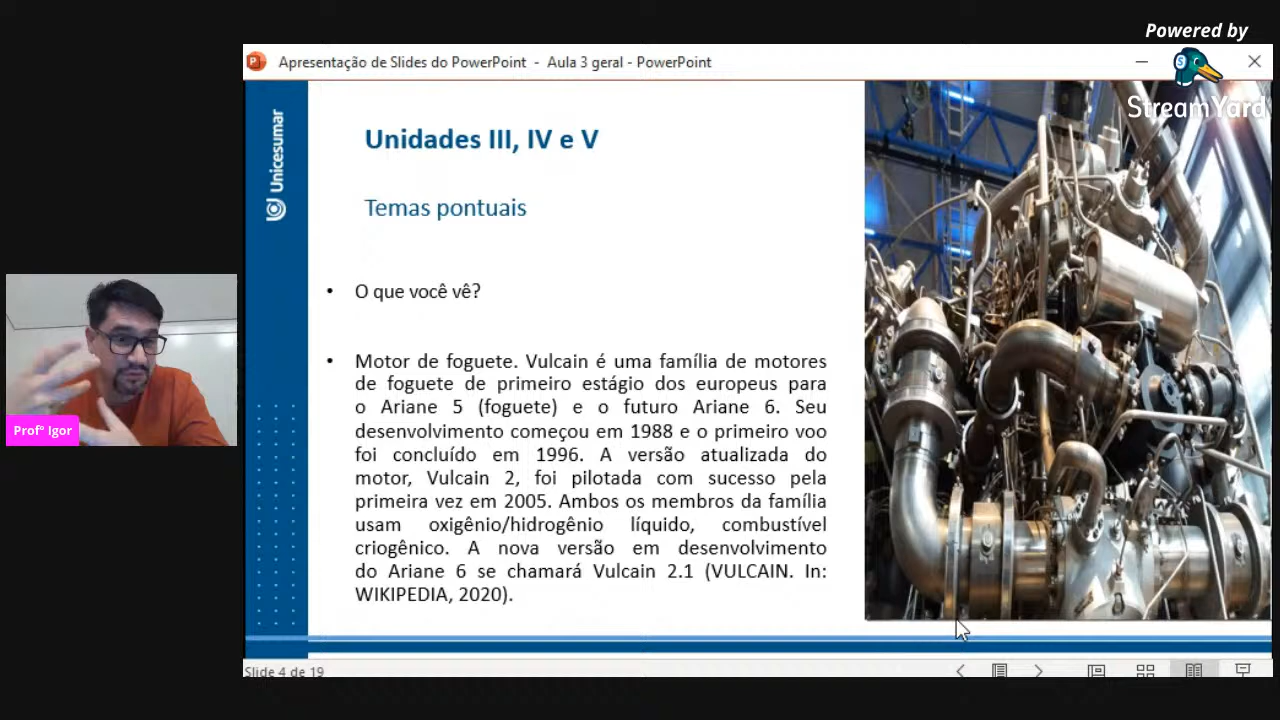 Powered by
StreamYard
Apresentação de Slides do PowerPoint - Aula 3 geral - PowerPoint
Unicesumar
Unidades III, IV e V
Temas pontuais
• O que você vê?
• Motor de foguete. Vulcain é uma família de motores
de foguete de primeiro estágio dos europeus para
o Ariane 5 (foguete) e o futuro Ariane 6. Seu
desenvolvimento começou em 1988 e o primeiro voo
foi concluído em 1996. A versão atualizada do
motor, Vulcain 2, foi pilotada com sucesso pela
primeira vez em 2005. Ambos os membros da família
usam oxigênio/hidrogênio líquido, combustível
criogênico. A nova versão em desenvolvimento
do Ariane 6 se chamará Vulcain 2.1 (VULCAIN. In:
WIKIPEDIA, 2020).
Profº Igor
Slide 4 de 19